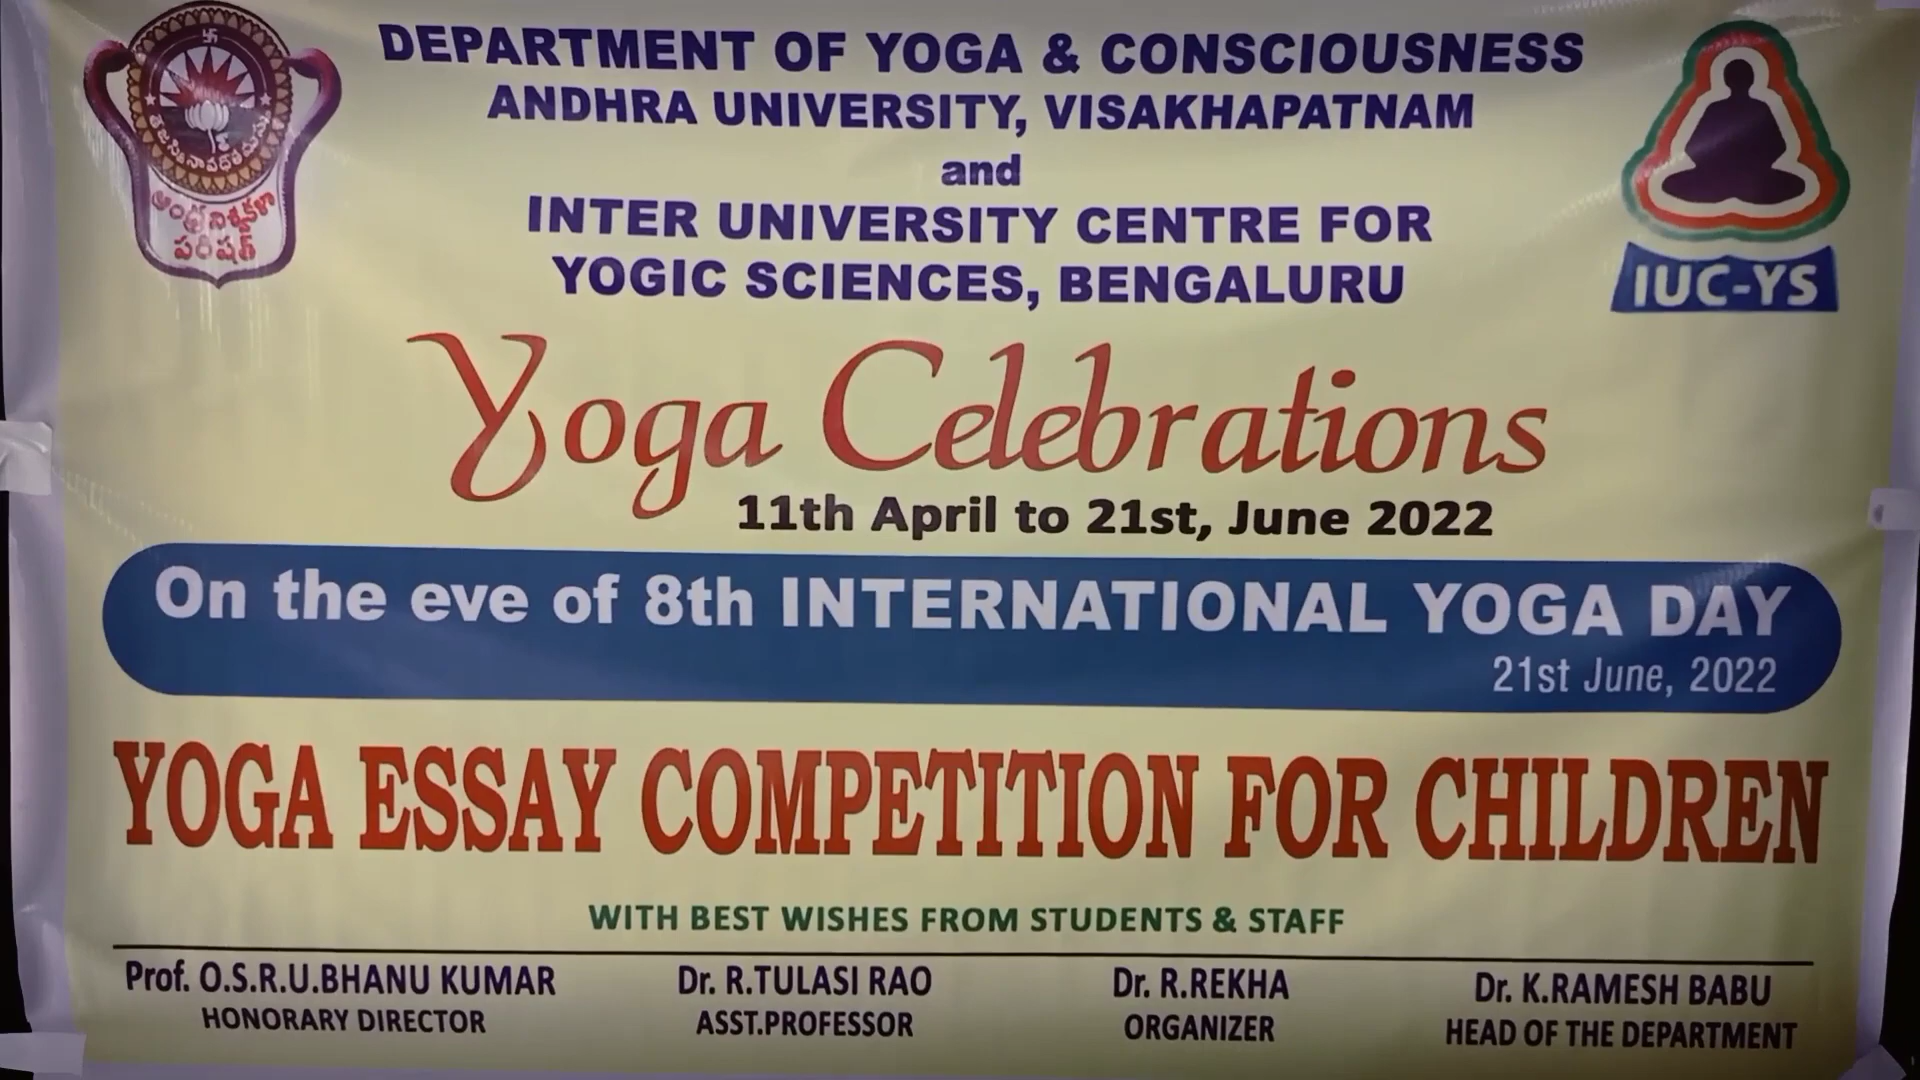 DEPARTMENT OF YOGA & CONSCIOUSNESS
ANDHRA UNIVERSITY, VISAKHAPATNAM
and
INTER UNIVERSITY CENTRE FOR
YOGIC SCIENCES, BENGALURU
ఆంధ్ర విశ్వకళా
పరిషత్
IUC-YS
Yoga Celebrations
11th April to 21st, June 2022
On the eve of 8th INTERNATIONAL YOGA DAY
21st June, 2022
YOGA ESSAY COMPETITION FOR CHILDREN
WITH BEST WISHES FROM STUDENTS & STAFF
Prof. O.S.R.U.BHANU KUMAR
HONORARY DIRECTOR
Dr. R.TULASI RAO
ASST.PROFESSOR
Dr. R.REKHA
ORGANIZER
Dr. K.RAMESH BABU
HEAD OF THE DEPARTMENT